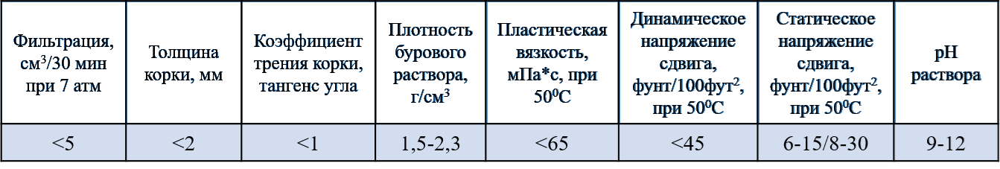 Фильтрация,
см³/30 мин
при 7 атм
Толщина
корки, мм
Коэффициент
трения корки,
тангенс угла
Плотность
бурового
раствора,
г/см³
Пластическая
вязкость,
мПа*с, при
50⁰С
Динамическое
напряжение
сдвига,
фунт/100фут²,
при 50⁰С
Статическое
напряжение
сдвига,
фунт/100фут²,
при 50⁰С
pH
раствора
<5
<2
<1
1,5-2,3
<65
<45
6-15/8-30
9-12